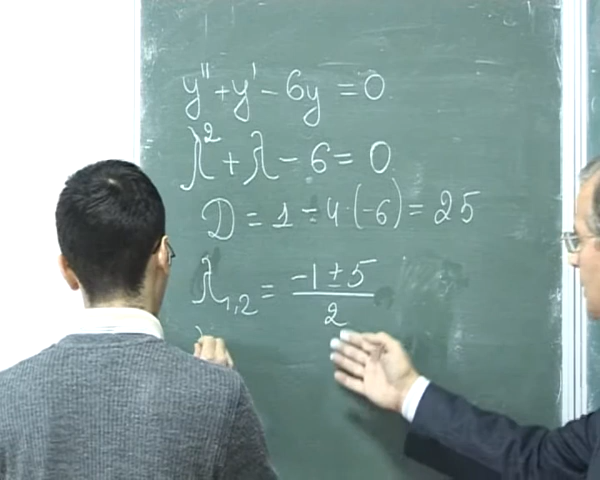 y'' + y' - 6y = 0
λ² + λ - 6 = 0
D = 1 - 4·(-6) = 25
λ₁,₂ = (-1 ± 5)/2